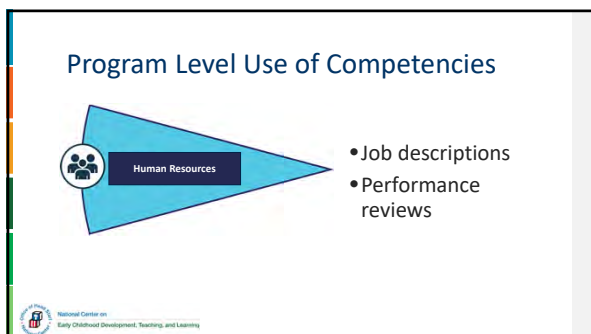 Program Level Use of Competencies
Human Resources
•Job descriptions
•Performance
reviews
National Center on
Early Childhood Development, Teaching, and Learning